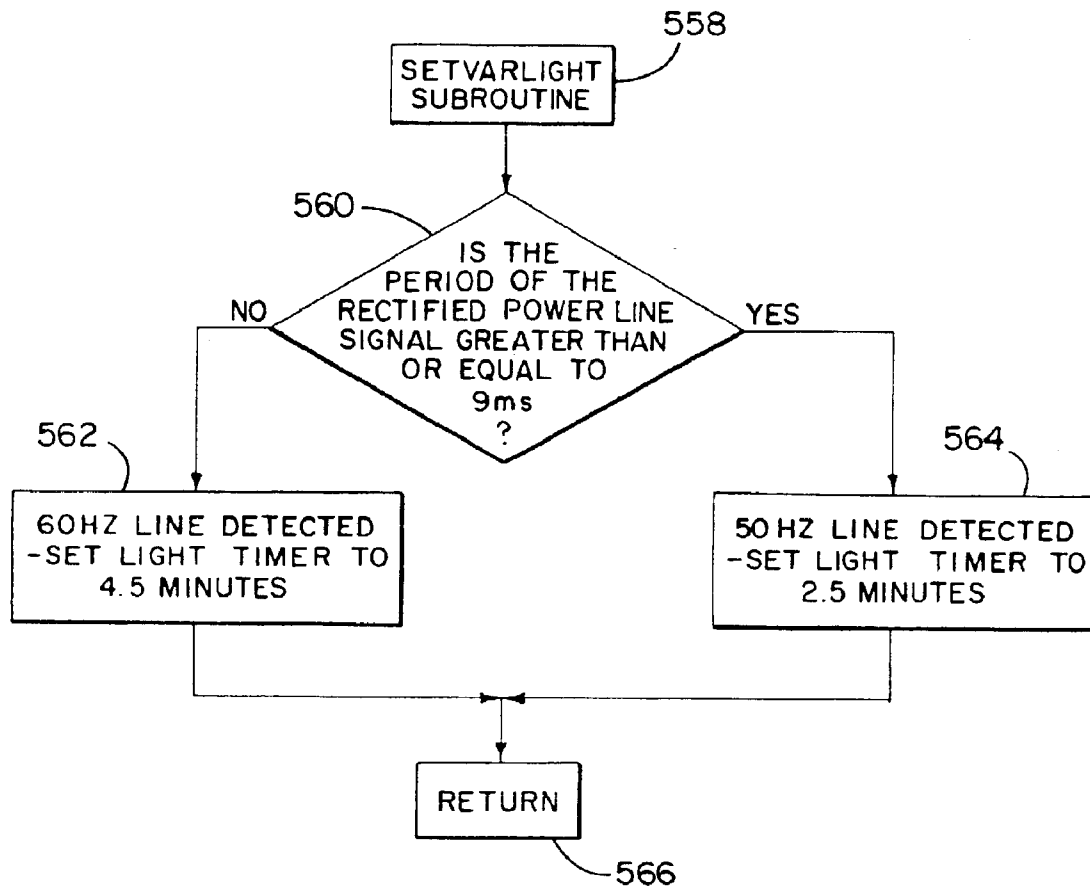 558
SETVARLIGHT
SUBROUTINE
560
IS THE
PERIOD OF THE
RECTIFIED POWER LINE
SIGNAL GREATER THAN
OR EQUAL TO
9ms
?
NO
YES
562
60HZ LINE DETECTED
-SET LIGHT TIMER TO
4.5 MINUTES
564
50HZ LINE DETECTED
-SET LIGHT TIMER TO
2.5 MINUTES
RETURN
566